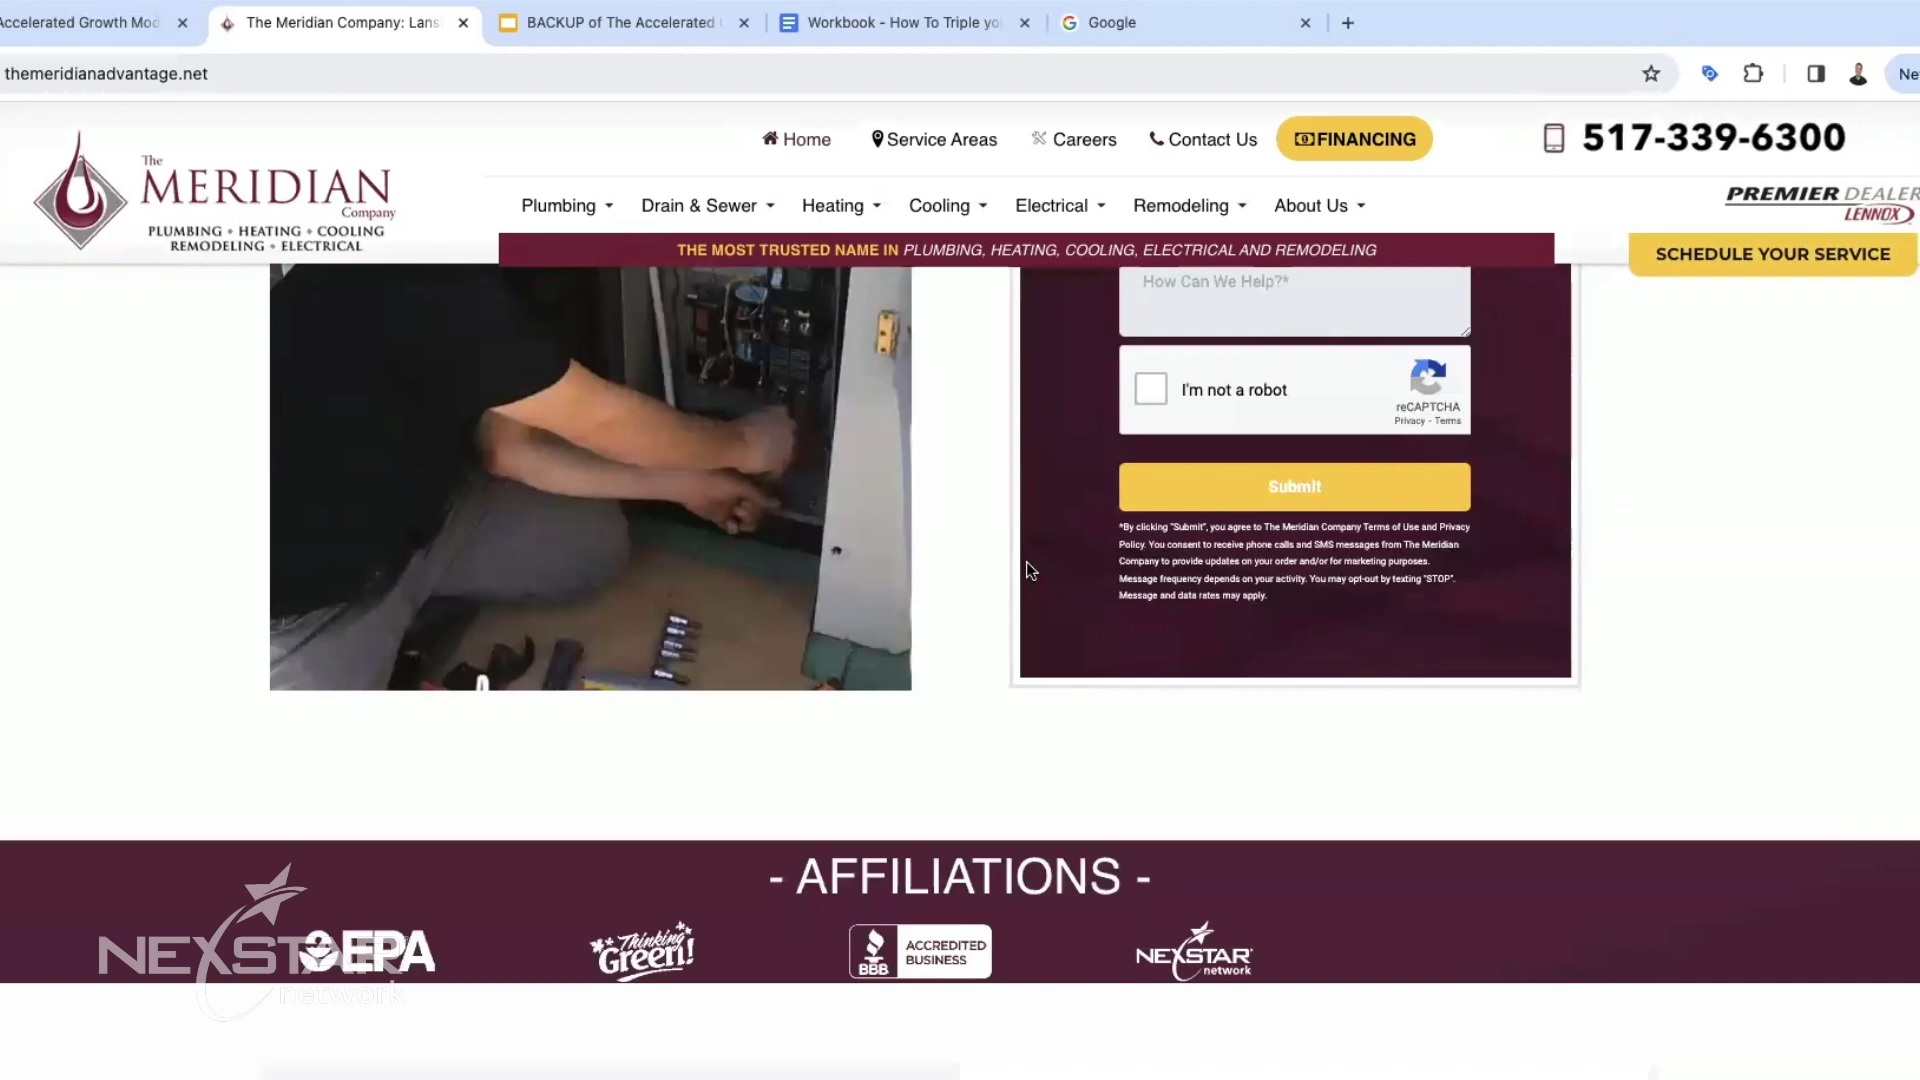 Accelerated Growth Mod
The Meridian Company: Lansi
BACKUP of The Accelerated
Workbook - How To Triple yo
Google
themeridianadvantage.net
Ne
Home
Service Areas
Careers
Contact Us
FINANCING
517-339-6300
The
MERIDIAN
Company
PLUMBING • HEATING • COOLING
REMODELING • ELECTRICAL
Plumbing
Drain & Sewer
Heating
Cooling
Electrical
Remodeling
About Us
PREMIER DEALER
LENNOX
THE MOST TRUSTED NAME IN PLUMBING, HEATING, COOLING, ELECTRICAL AND REMODELING
SCHEDULE YOUR SERVICE
How Can We Help?*
I'm not a robot
reCAPTCHA
Privacy - Terms
Submit
*By clicking "Submit", you agree to The Meridian Company Terms of Use and Privacy
Policy. You consent to receive phone calls and SMS messages from The Meridian
Company to provide updates on your order and/or for marketing purposes.
Message frequency depends on your activity. You may opt-out by texting "STOP".
Message and data rates may apply.
- AFFILIATIONS -
NEXSTAR
network
EPA
Thinking
Green!
BBB
ACCREDITED
BUSINESS
NEXSTAR
network